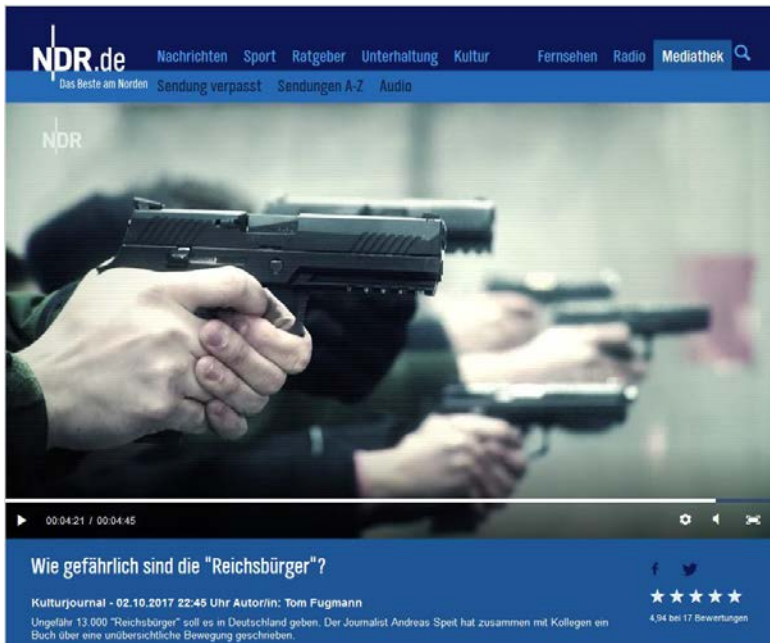 NDR.de
Das Beste am Norden
Nachrichten Sport Ratgeber Unterhaltung Kultur Fernsehen Radio Mediathek
Sendung verpasst Sendungen A-Z Audio
NDR
00:04:21 / 00:04:45
Wie gefährlich sind die "Reichsbürger"?
Kulturjournal - 02.10.2017 22:45 Uhr Autor/in: Tom Fugmann
4,94 bei 17 Bewertungen
Ungefähr 13.000 "Reichsbürger" soll es in Deutschland geben. Der Journalist Andreas Speit hat zusammen mit Kollegen ein
Buch über eine unübersichtliche Bewegung geschrieben.